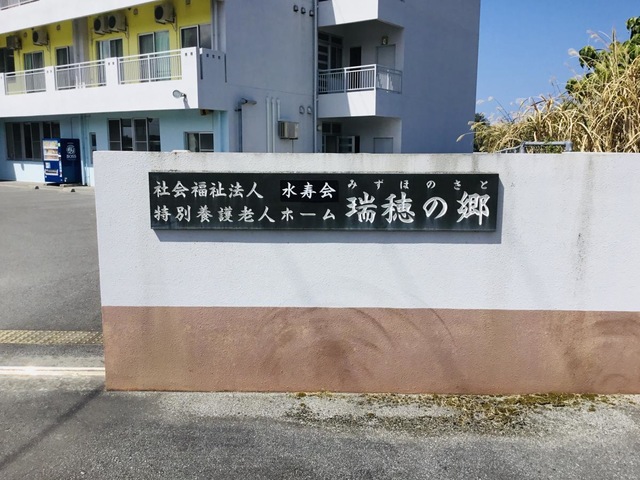 社会福祉法人 水寿会
特別養護老人ホーム
みずほのさと
瑞穂の郷